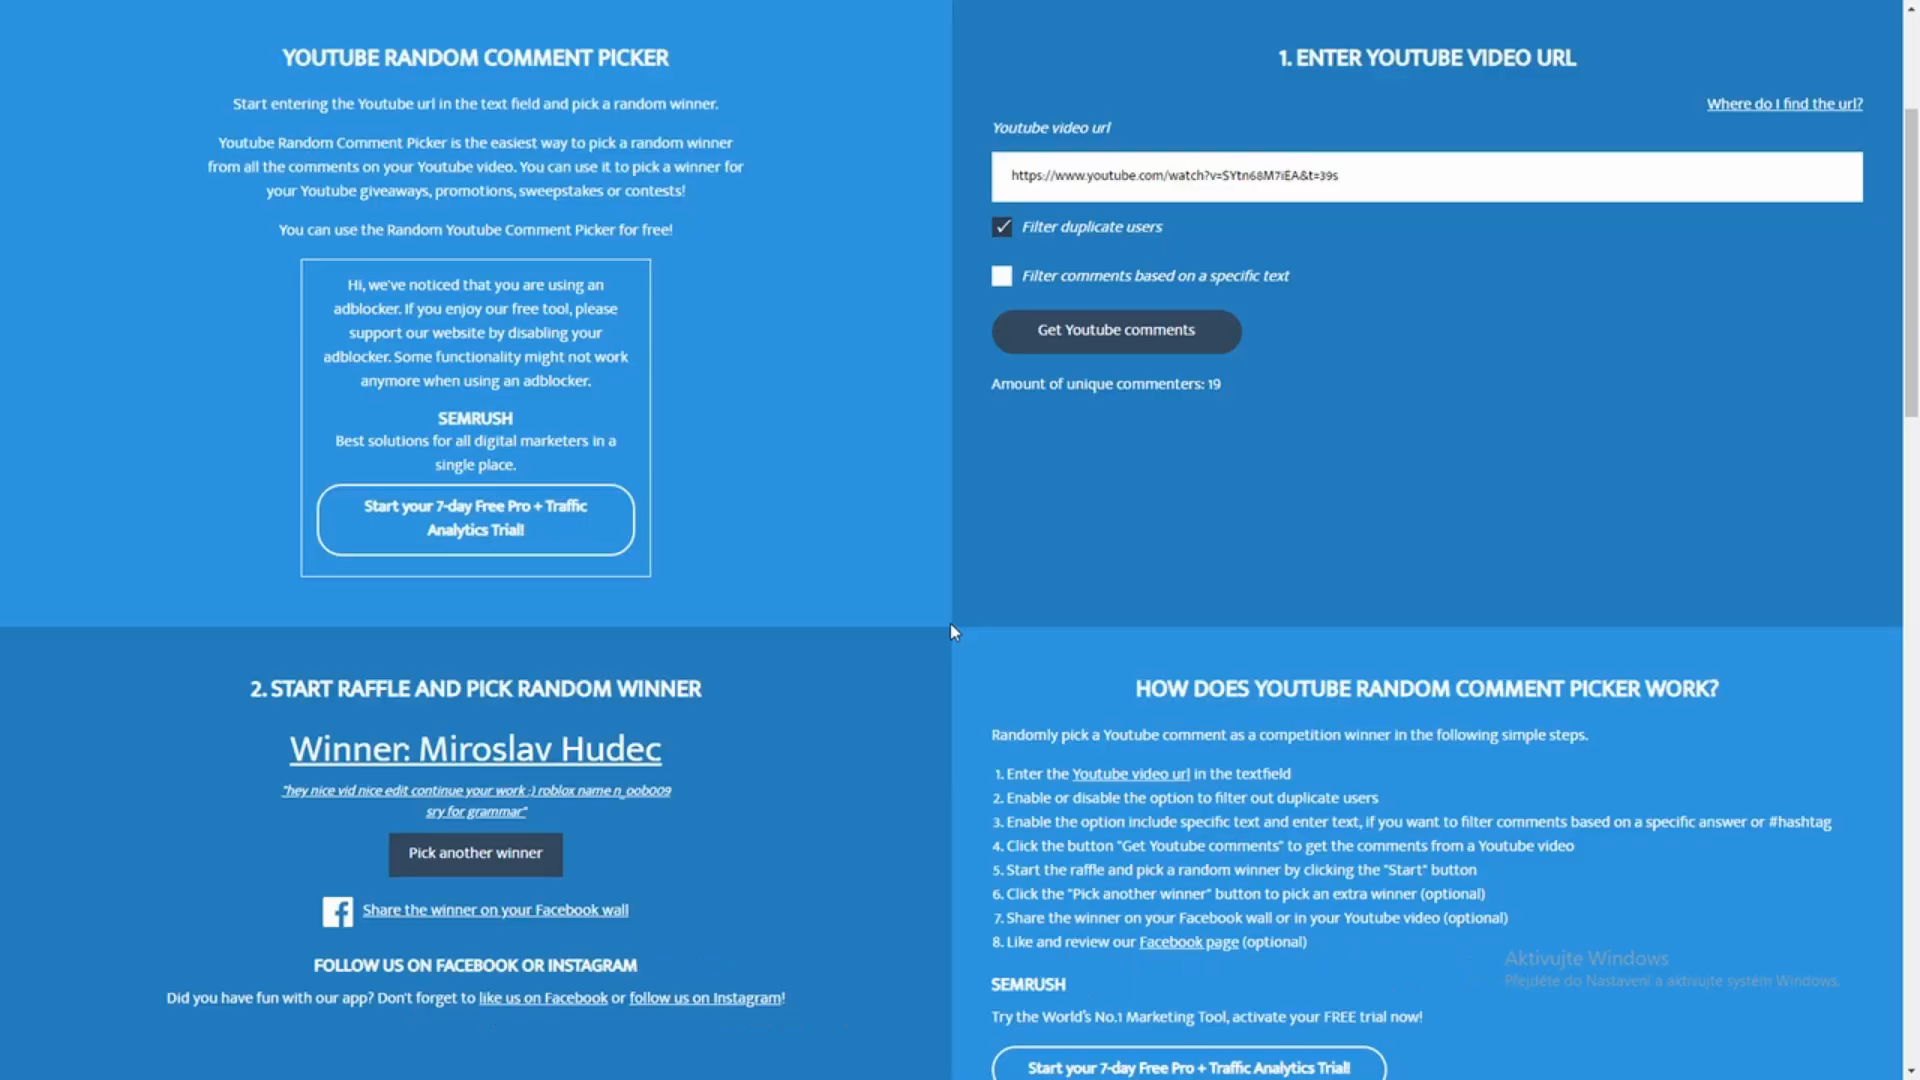 YOUTUBE RANDOM COMMENT PICKER
Start entering the Youtube url in the text field and pick a random winner.
Youtube Random Comment Picker is the easiest way to pick a random winner
from all the comments on your Youtube video. You can use it to pick a winner for
your Youtube giveaways, promotions, sweepstakes or contests!
You can use the Random Youtube Comment Picker for free!
Hi, we've noticed that you are using an
adblocker. If you enjoy our free tool, please
support our website by disabling your
adblocker. Some functionality might not work
anymore when using an adblocker.
SEMRUSH
Best solutions for all digital marketers in a
single place.
Start your 7-day Free Pro + Traffic
Analytics Trial!
1. ENTER YOUTUBE VIDEO URL
Where do I find the url?
Youtube video url
https://www.youtube.com/watch?v=SYtn68M7iEA&t=39s
Filter duplicate users
Filter comments based on a specific text
Get Youtube comments
Amount of unique commenters: 19
2. START RAFFLE AND PICK RANDOM WINNER
Winner: Miroslav Hudec
"hey nice vid nice edit continue your work :) roblox name n_oob009
sry for grammar"
Pick another winner
Share the winner on your Facebook wall
FOLLOW US ON FACEBOOK OR INSTAGRAM
Did you have fun with our app? Don't forget to like us on Facebook or follow us on Instagram!
HOW DOES YOUTUBE RANDOM COMMENT PICKER WORK?
Randomly pick a Youtube comment as a competition winner in the following simple steps.
1. Enter the Youtube video url in the textfield
2. Enable or disable the option to filter out duplicate users
3. Enable the option include specific text and enter text, if you want to filter comments based on a specific answer or #hashtag
4. Click the button "Get Youtube comments" to get the comments from a Youtube video
5. Start the raffle and pick a random winner by clicking the "Start" button
6. Click the "Pick another winner" button to pick an extra winner (optional)
7. Share the winner on your Facebook wall or in your Youtube video (optional)
8. Like and review our Facebook page (optional)
SEMRUSH
Try the World's No.1 Marketing Tool, activate your FREE trial now!
Start your 7-day Free Pro + Traffic Analytics Trial!
Aktivujte Windows
Přejděte do Nastavení a aktivujte systém Windows.